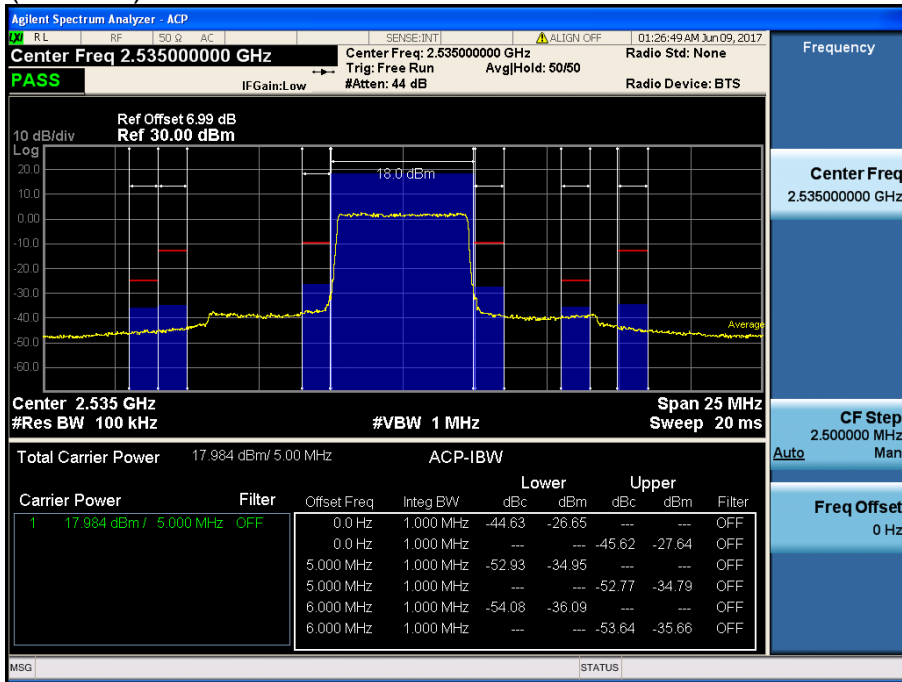 Agilent Spectrum Analyzer - ACP
LXI RL RF 50 Ω AC SENSE:INT ALIGN OFF 01:26:49 AM Jun 09, 2017
Center Freq 2.535000000 GHz Center Freq: 2.535000000 GHz Radio Std: None
Trig: Free Run Avg|Hold: 50/50
PASS IFGain:Low #Atten: 44 dB Radio Device: BTS
Ref Offset 6.99 dB
10 dB/div Ref 30.00 dBm
Log
20.0
18.0 dBm
10.0
0.00
-10.0
-20.0
-30.0
-40.0
Average
-50.0
-60.0
Center 2.535 GHz Span 25 MHz
#Res BW 100 kHz #VBW 1 MHz Sweep 20 ms
Total Carrier Power 17.984 dBm/ 5.00 MHz ACP-IBW
Lower Upper
Carrier Power Filter Offset Freq Integ BW dBc dBm dBc dBm Filter
1 17.984 dBm / 5.000 MHz OFF 0.0 Hz 1.000 MHz -44.63 -26.65 --- --- OFF
0.0 Hz 1.000 MHz --- --- -45.62 -27.64 OFF
5.000 MHz 1.000 MHz -52.93 -34.95 --- --- OFF
5.000 MHz 1.000 MHz --- --- -52.77 -34.79 OFF
6.000 MHz 1.000 MHz -54.08 -36.09 --- --- OFF
6.000 MHz 1.000 MHz --- --- -53.64 -35.66 OFF
MSG STATUS
Frequency
Center Freq
2.535000000 GHz
CF Step
2.500000 MHz
Auto Man
Freq Offset
0 Hz